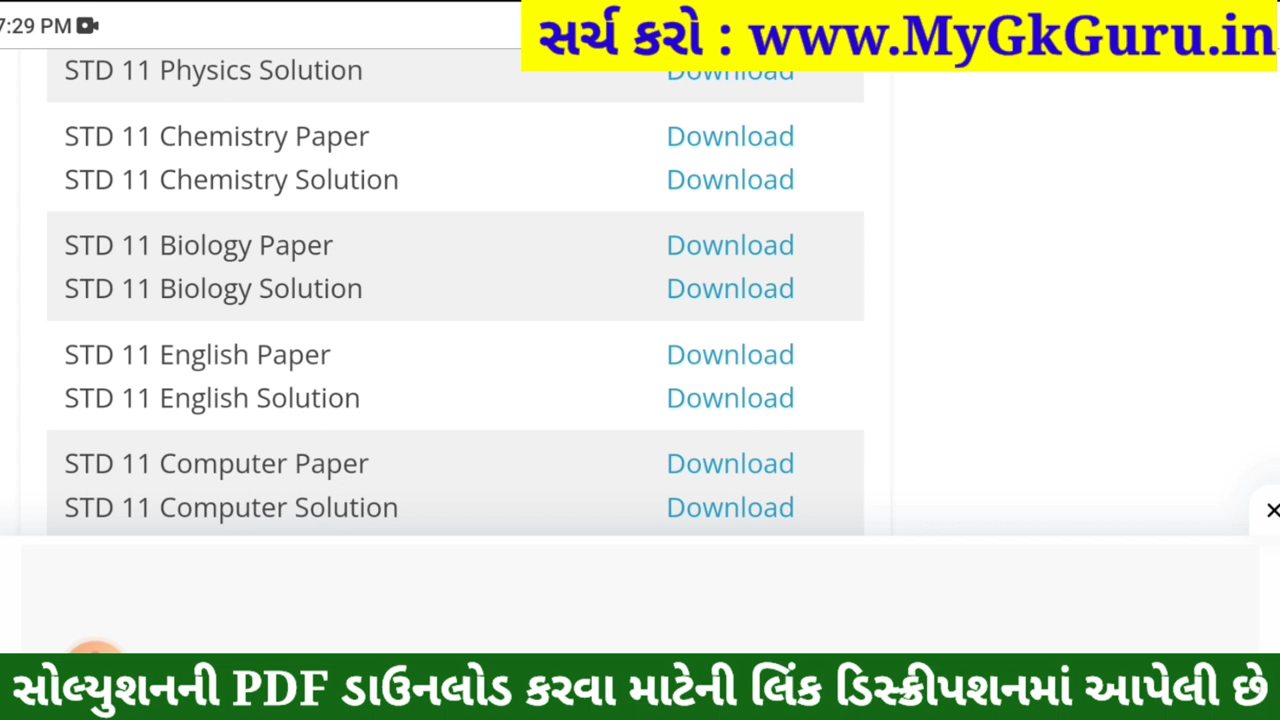 7:29 PM
સર્ચ કરો : www.MyGkGuru.in
STD 11 Physics Solution Download
STD 11 Chemistry Paper Download
STD 11 Chemistry Solution Download
STD 11 Biology Paper Download
STD 11 Biology Solution Download
STD 11 English Paper Download
STD 11 English Solution Download
STD 11 Computer Paper Download
STD 11 Computer Solution Download
સોલ્યુશનની PDF ડાઉનલોડ કરવા માટેની લિંક ડિસ્ક્રીપશનમાં આપેલી છે